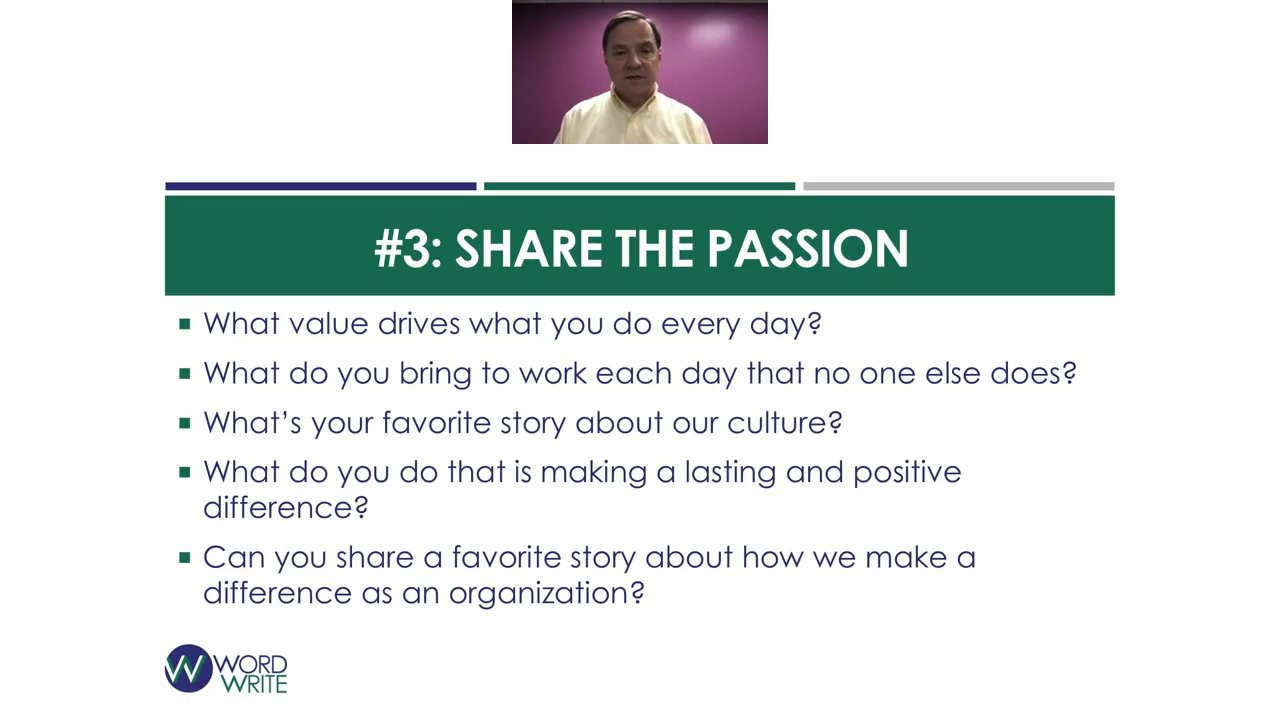 #3: SHARE THE PASSION
What value drives what you do every day?
What do you bring to work each day that no one else does?
What's your favorite story about our culture?
What do you do that is making a lasting and positive
difference?
Can you share a favorite story about how we make a
difference as an organization?
W WORD
WRITE